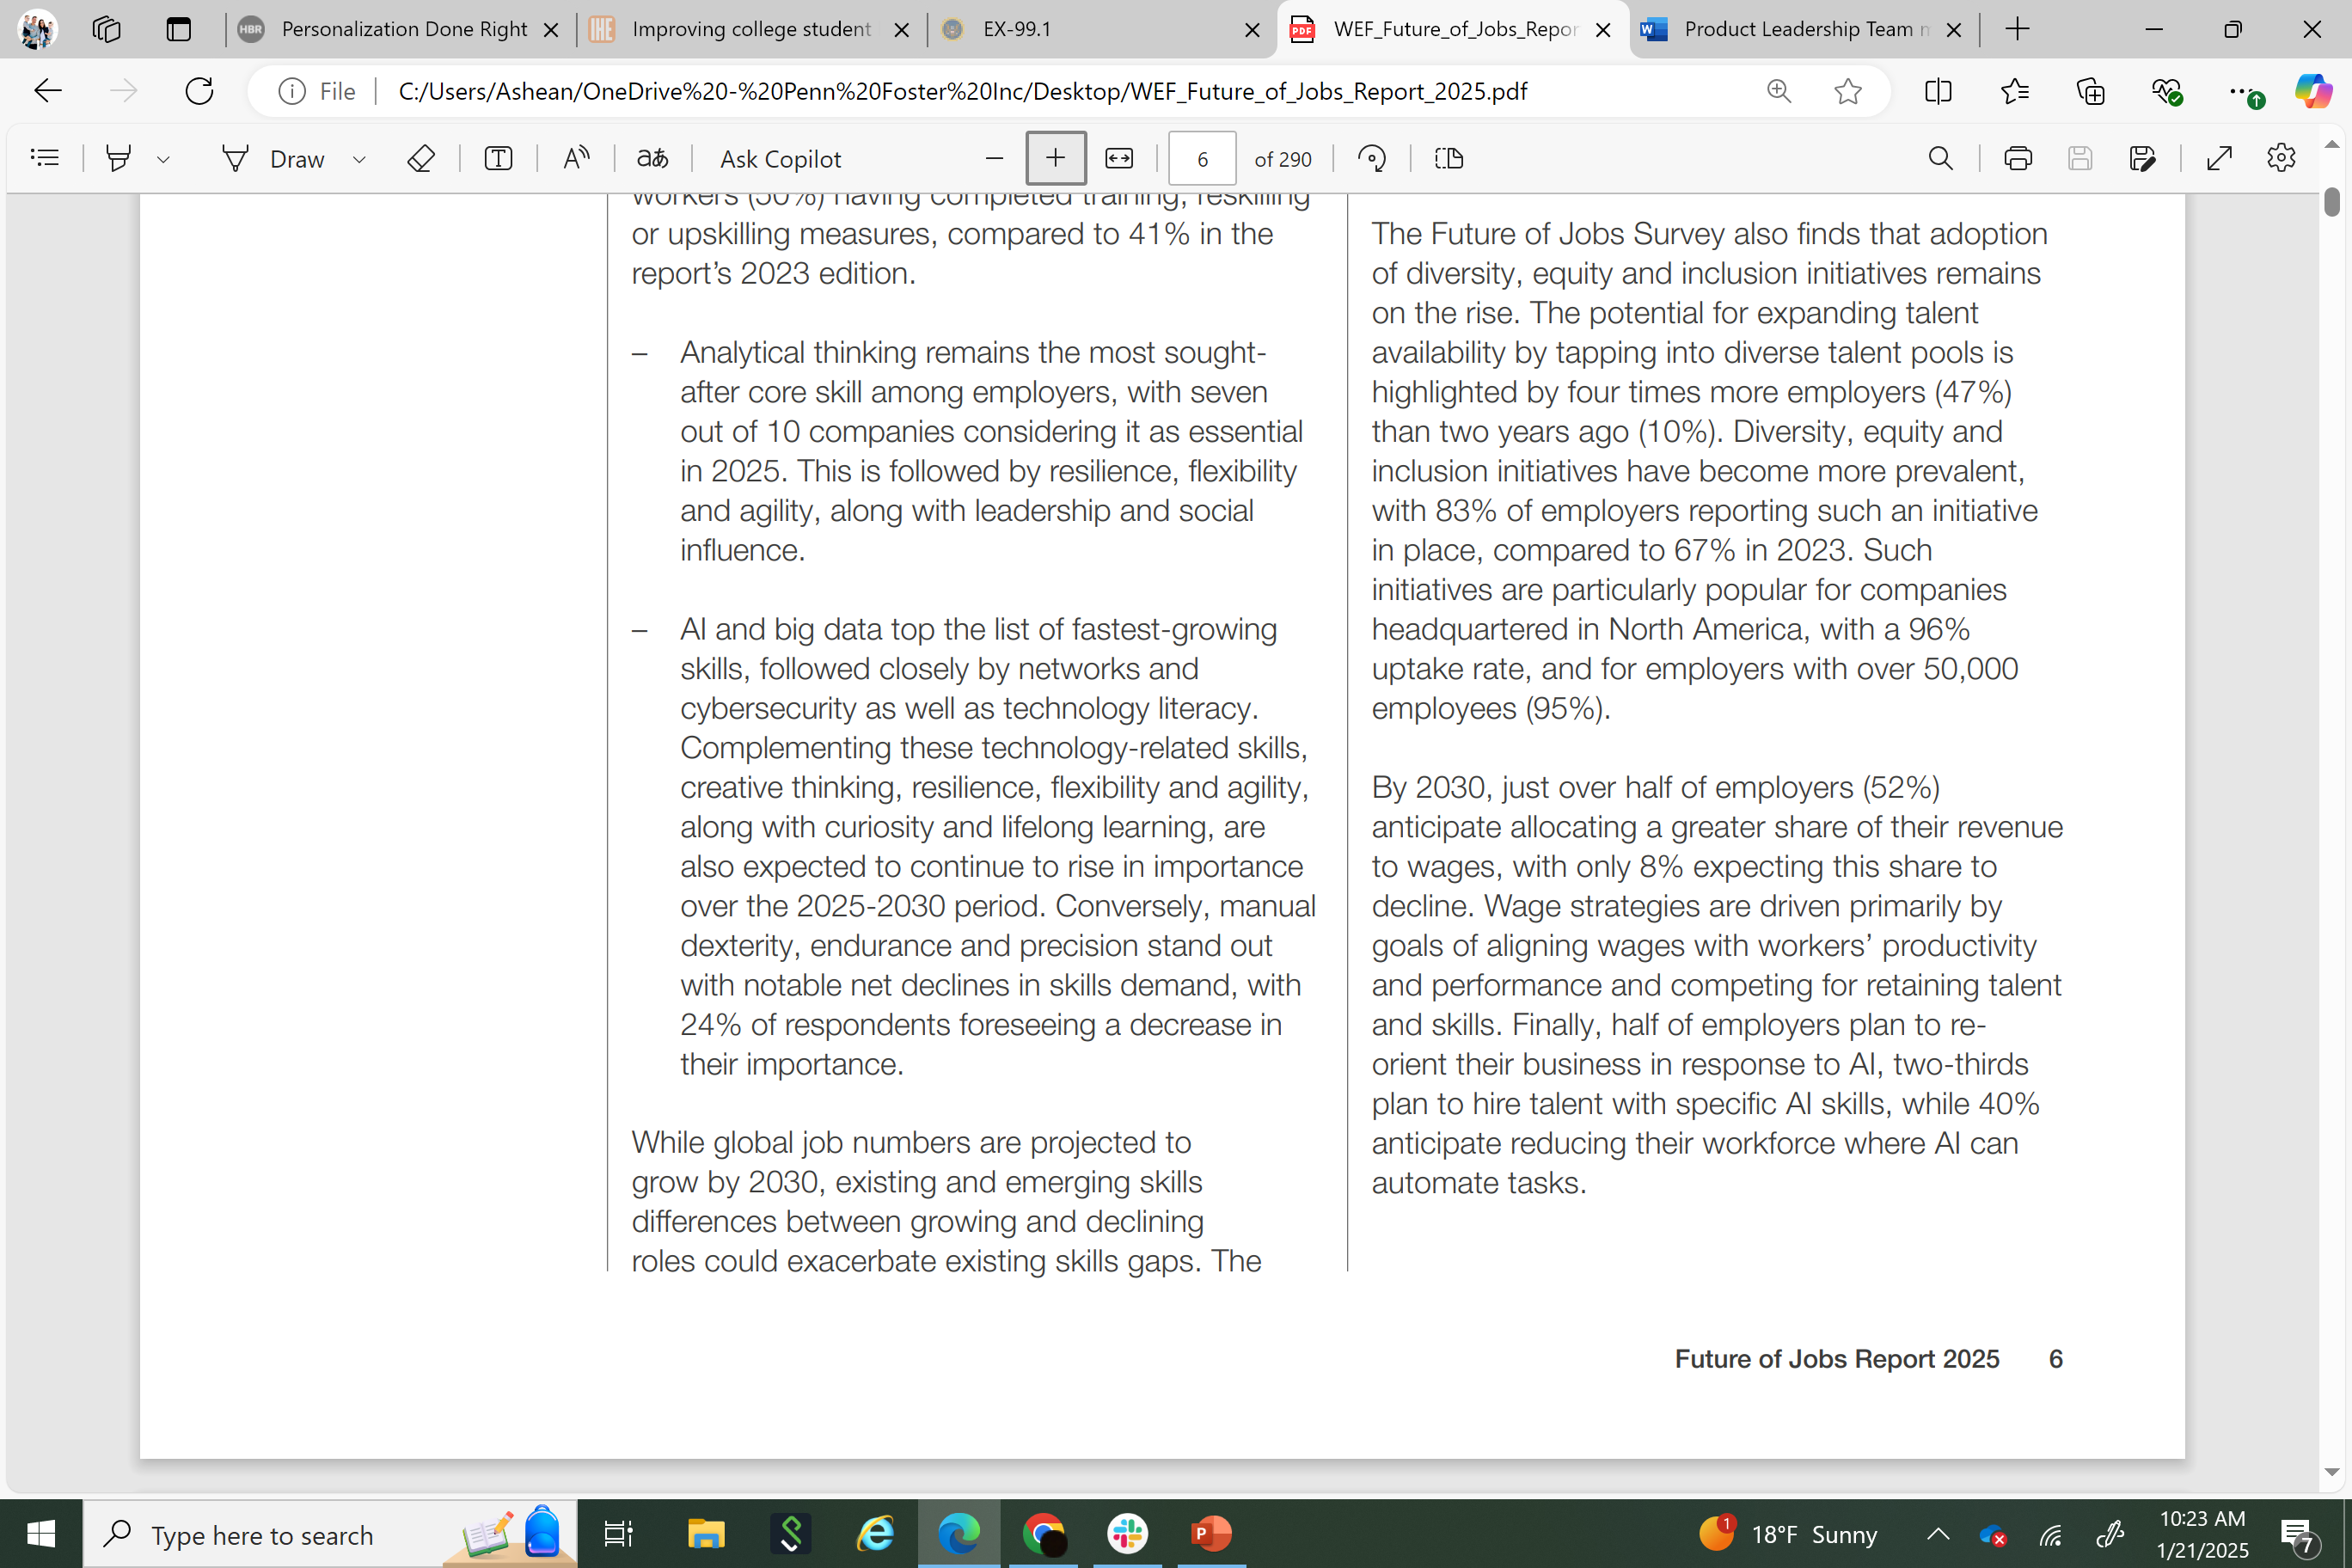 HBR
Personalization Done Right
IHE
Improving college student
EX-99.1
PDF
WEF_Future_of_Jobs_Repor
Product Leadership Team m
File
C:/Users/Ashean/OneDrive%20-%20Penn%20Foster%20Inc/Desktop/WEF_Future_of_Jobs_Report_2025.pdf
Draw
Ask Copilot
6
of 290
workers (50%) having completed training, reskilling
or upskilling measures, compared to 41% in the
report’s 2023 edition.
– Analytical thinking remains the most sought-
after core skill among employers, with seven
out of 10 companies considering it as essential
in 2025. This is followed by resilience, flexibility
and agility, along with leadership and social
influence.
– AI and big data top the list of fastest-growing
skills, followed closely by networks and
cybersecurity as well as technology literacy.
Complementing these technology-related skills,
creative thinking, resilience, flexibility and agility,
along with curiosity and lifelong learning, are
also expected to continue to rise in importance
over the 2025-2030 period. Conversely, manual
dexterity, endurance and precision stand out
with notable net declines in skills demand, with
24% of respondents foreseeing a decrease in
their importance.
While global job numbers are projected to
grow by 2030, existing and emerging skills
differences between growing and declining
roles could exacerbate existing skills gaps. The
The Future of Jobs Survey also finds that adoption
of diversity, equity and inclusion initiatives remains
on the rise. The potential for expanding talent
availability by tapping into diverse talent pools is
highlighted by four times more employers (47%)
than two years ago (10%). Diversity, equity and
inclusion initiatives have become more prevalent,
with 83% of employers reporting such an initiative
in place, compared to 67% in 2023. Such
initiatives are particularly popular for companies
headquartered in North America, with a 96%
uptake rate, and for employers with over 50,000
employees (95%).
By 2030, just over half of employers (52%)
anticipate allocating a greater share of their revenue
to wages, with only 8% expecting this share to
decline. Wage strategies are driven primarily by
goals of aligning wages with workers’ productivity
and performance and competing for retaining talent
and skills. Finally, half of employers plan to re-
orient their business in response to AI, two-thirds
plan to hire talent with specific AI skills, while 40%
anticipate reducing their workforce where AI can
automate tasks.
Future of Jobs Report 2025 6
Type here to search
1
18°F Sunny
10:23 AM
1/21/2025
7